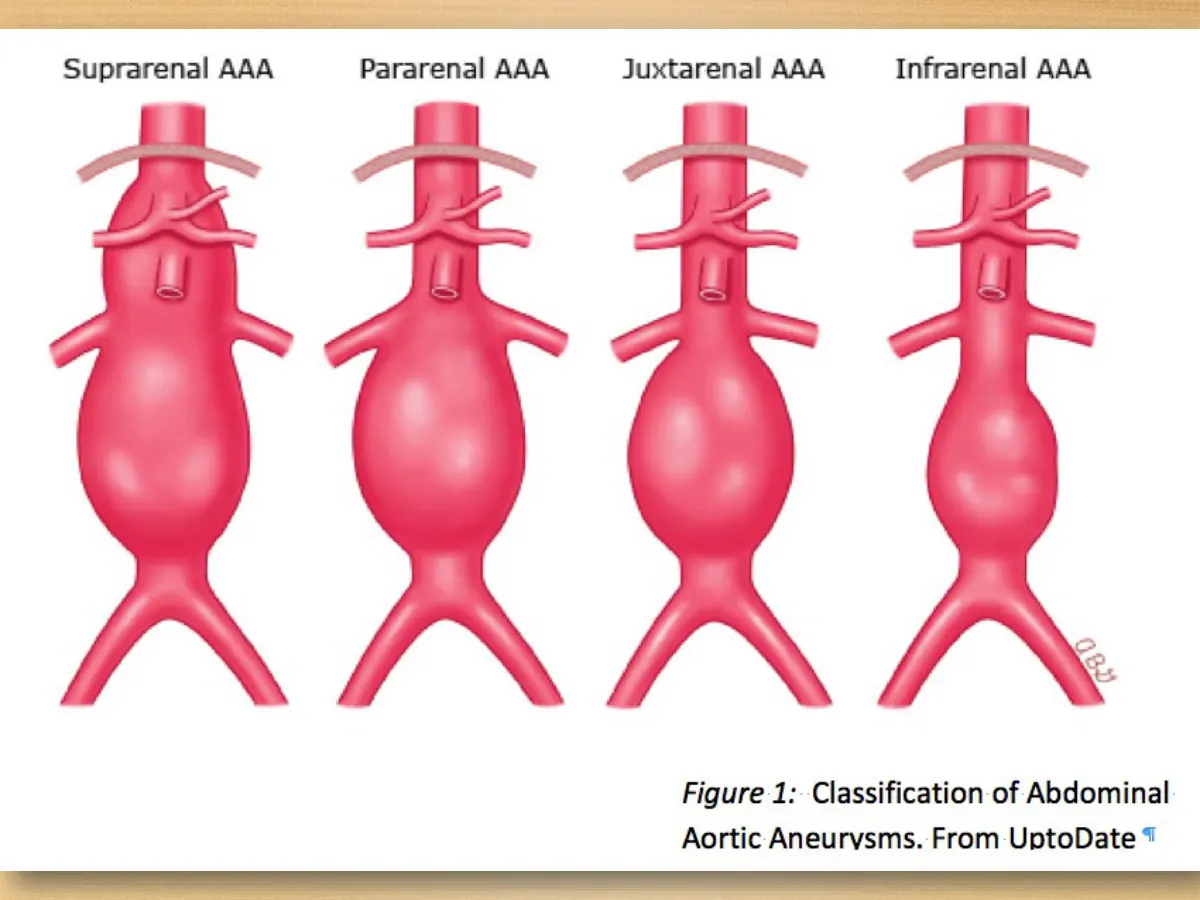 Suprarenal AAA
Pararenal AAA
Juxtarenal AAA
Infrarenal AAA
Figure 1: Classification of Abdominal
Aortic Aneurysms. From UptoDate ¶